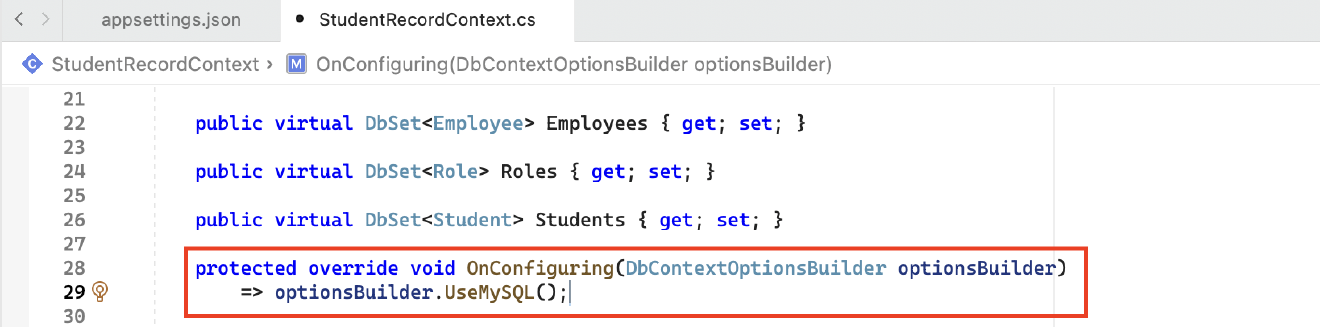 appsettings.json
StudentRecordContext.cs
StudentRecordContext › M OnConfiguring(DbContextOptionsBuilder optionsBuilder)
21
22 public virtual DbSet<Employee> Employees { get; set; }
23
24 public virtual DbSet<Role> Roles { get; set; }
25
26 public virtual DbSet<Student> Students { get; set; }
27
28 protected override void OnConfiguring(DbContextOptionsBuilder optionsBuilder)
29 => optionsBuilder.UseMySQL();
30